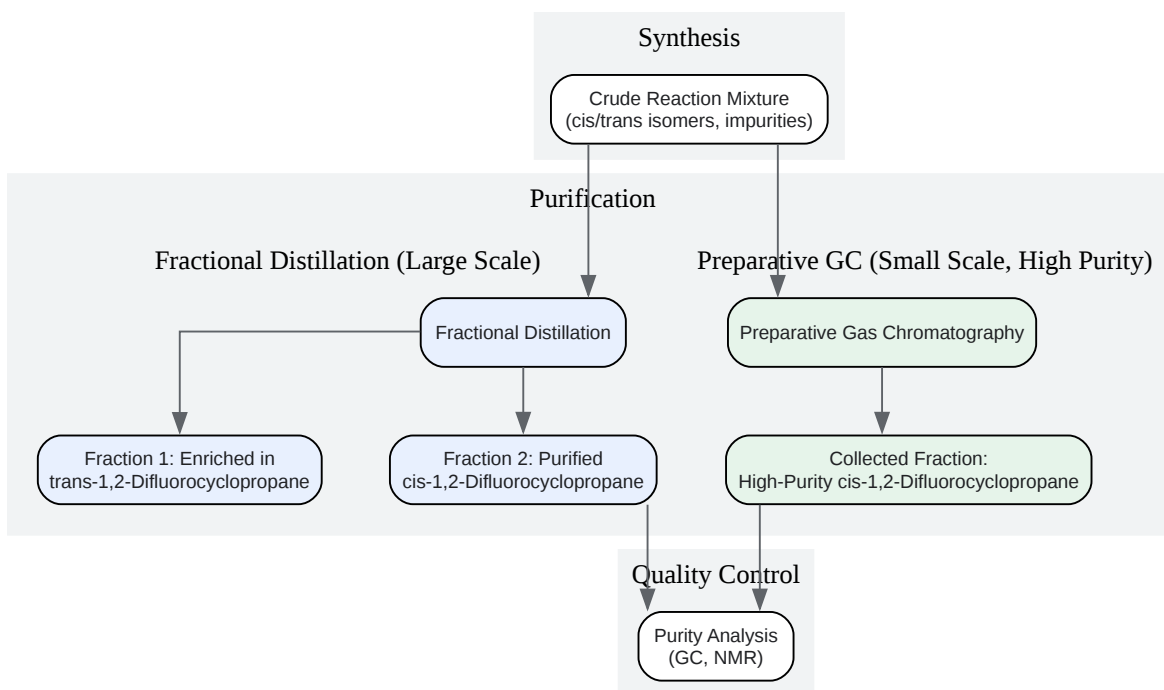 Synthesis
Crude Reaction Mixture
(cis/trans isomers, impurities)
Purification
Fractional Distillation (Large Scale)
Preparative GC (Small Scale, High Purity)
Fractional Distillation
Preparative Gas Chromatography
Fraction 1: Enriched in
trans-1,2-Difluorocyclopropane
Fraction 2: Purified
cis-1,2-Difluorocyclopropane
Collected Fraction:
High-Purity cis-1,2-Difluorocyclopropane
Quality Control
Purity Analysis
(GC, NMR)